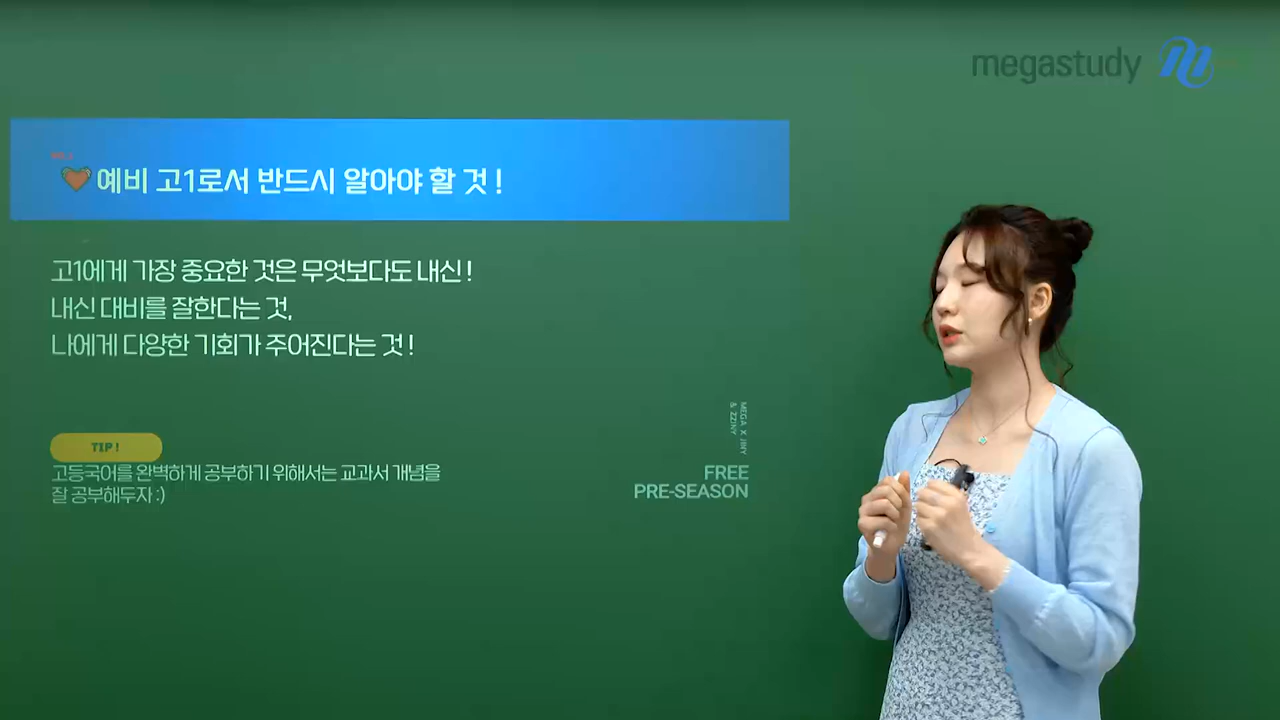 megastudy
예비 고1로서 반드시 알아야 할 것 !
고1에게 가장 중요한 것은 무엇보다도 내신 !
내신 대비를 잘한다는 것,
나에게 다양한 기회가 주어진다는 것 !
TIP !
고등국어를 완벽하게 공부하기 위해서는 교과서 개념을
잘 공부해두자 :)
MEGA X JINY
& ZZINY
FREE
PRE-SEASON